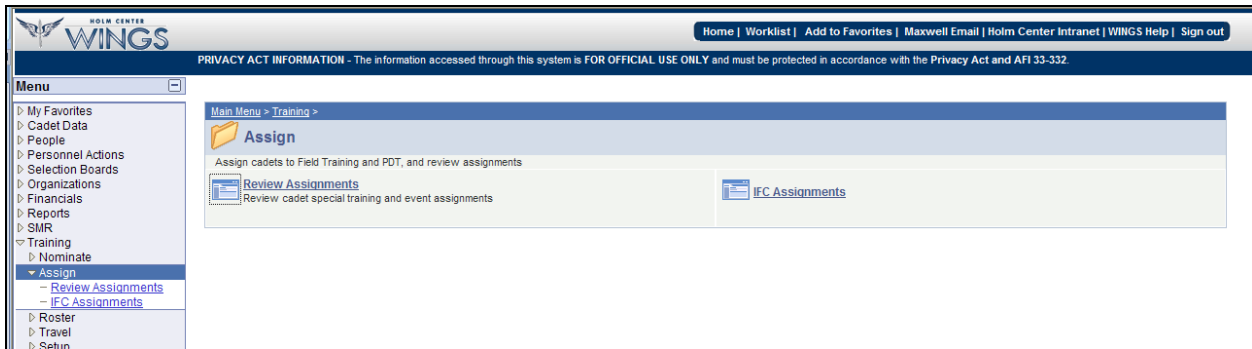 HOLM CENTER
WINGS
Home | Worklist | Add to Favorites | Maxwell Email | Holm Center Intranet | WINGS Help | Sign out
PRIVACY ACT INFORMATION - The information accessed through this system is FOR OFFICIAL USE ONLY and must be protected in accordance with the Privacy Act and AFI 33-332.
Menu
My Favorites
Cadet Data
People
Personnel Actions
Selection Boards
Organizations
Financials
Reports
SMR
Training
Nominate
Assign
– Review Assignments
– IFC Assignments
Roster
Travel
Setup
Main Menu > Training >
Assign
Assign cadets to Field Training and PDT, and review assignments
Review Assignments
Review cadet special training and event assignments
IFC Assignments